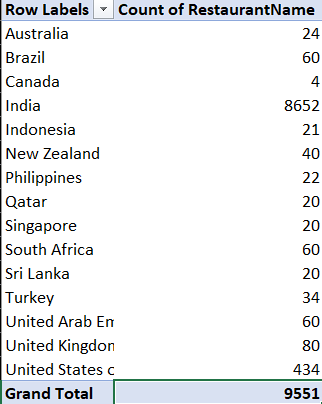 Row Labels Count of RestaurantName
Australia 24
Brazil 60
Canada 4
India 8652
Indonesia 21
New Zealand 40
Philippines 22
Qatar 20
Singapore 20
South Africa 60
Sri Lanka 20
Turkey 34
United Arab Em 60
United Kingdon 80
United States c 434
Grand Total 9551